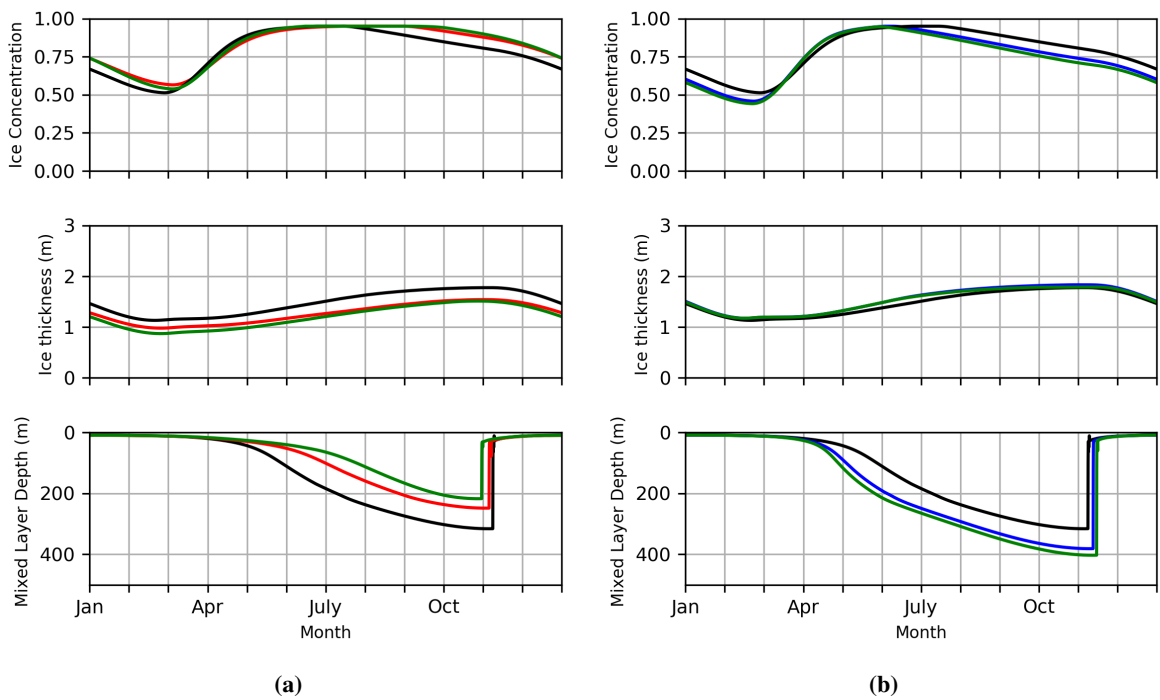 1.00
0.75
0.50
0.25
0.00
Ice Concentration
3
2
1
0
Ice thickness (m)
0
200
400
Mixed Layer Depth (m)
Jan Apr July Oct
Month
(a)
1.00
0.75
0.50
0.25
0.00
Ice Concentration
3
2
1
0
Ice thickness (m)
0
200
400
Mixed Layer Depth (m)
Jan Apr July Oct
Month
(b)